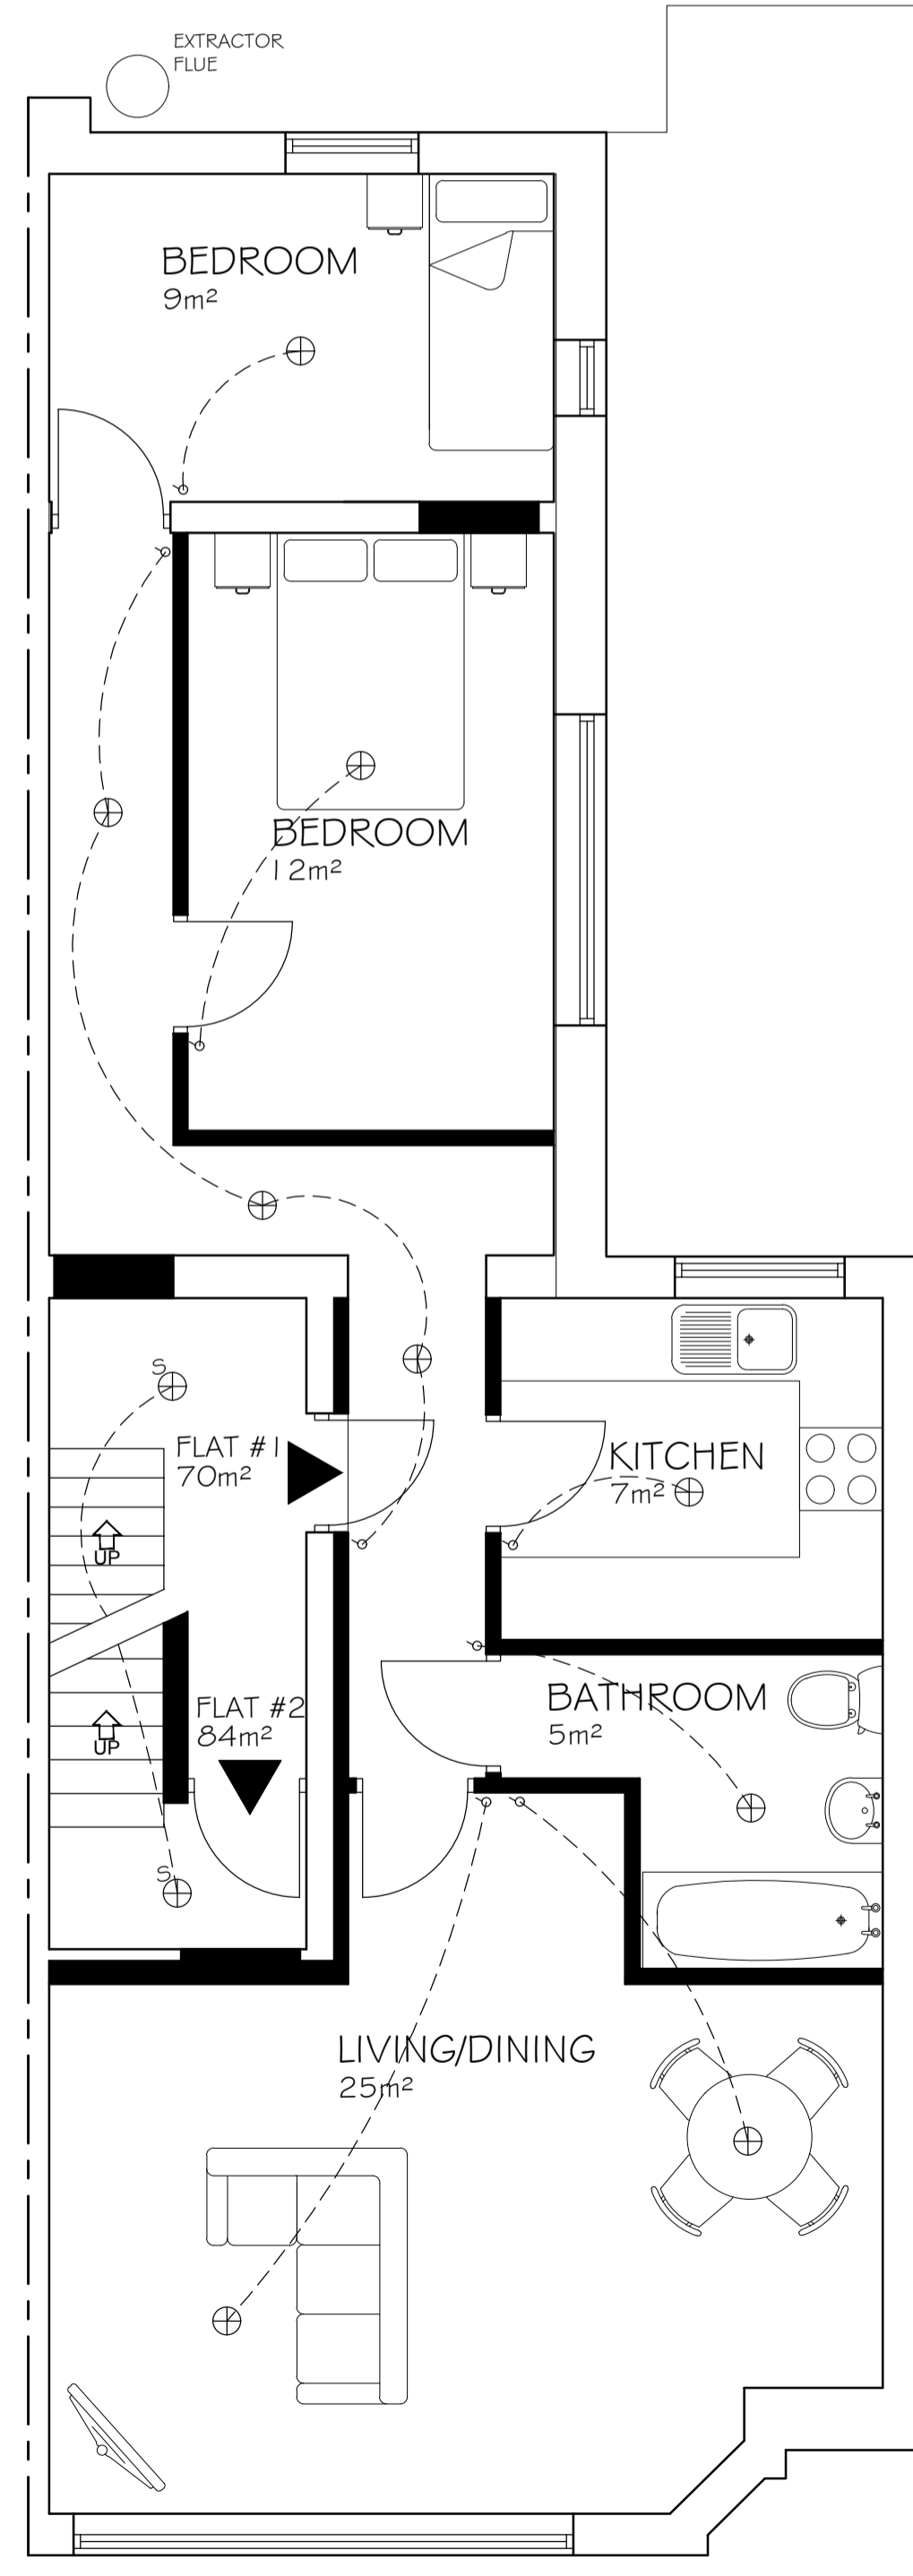 EXTRACTOR
FLUE
BEDROOM
9m²
BEDROOM
12m²
S
FLAT #1
70m²
KITCHEN
7m²
UP
FLAT #2
84m²
BATHROOM
5m²
UP
S
LIVING/DINING
25m²